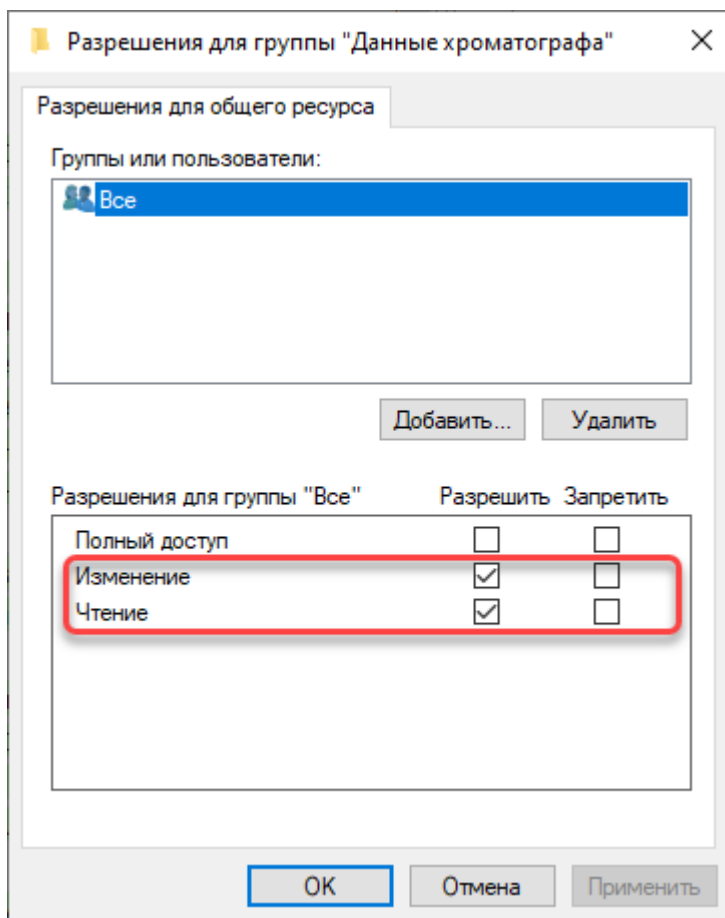 Разрешения для группы "Данные хроматографа"
Разрешения для общего ресурса
Группы или пользователи:
Все
Добавить... Удалить
Разрешения для группы "Все" Разрешить Запретить
Полный доступ
Изменение
Чтение
OK Отмена Применить